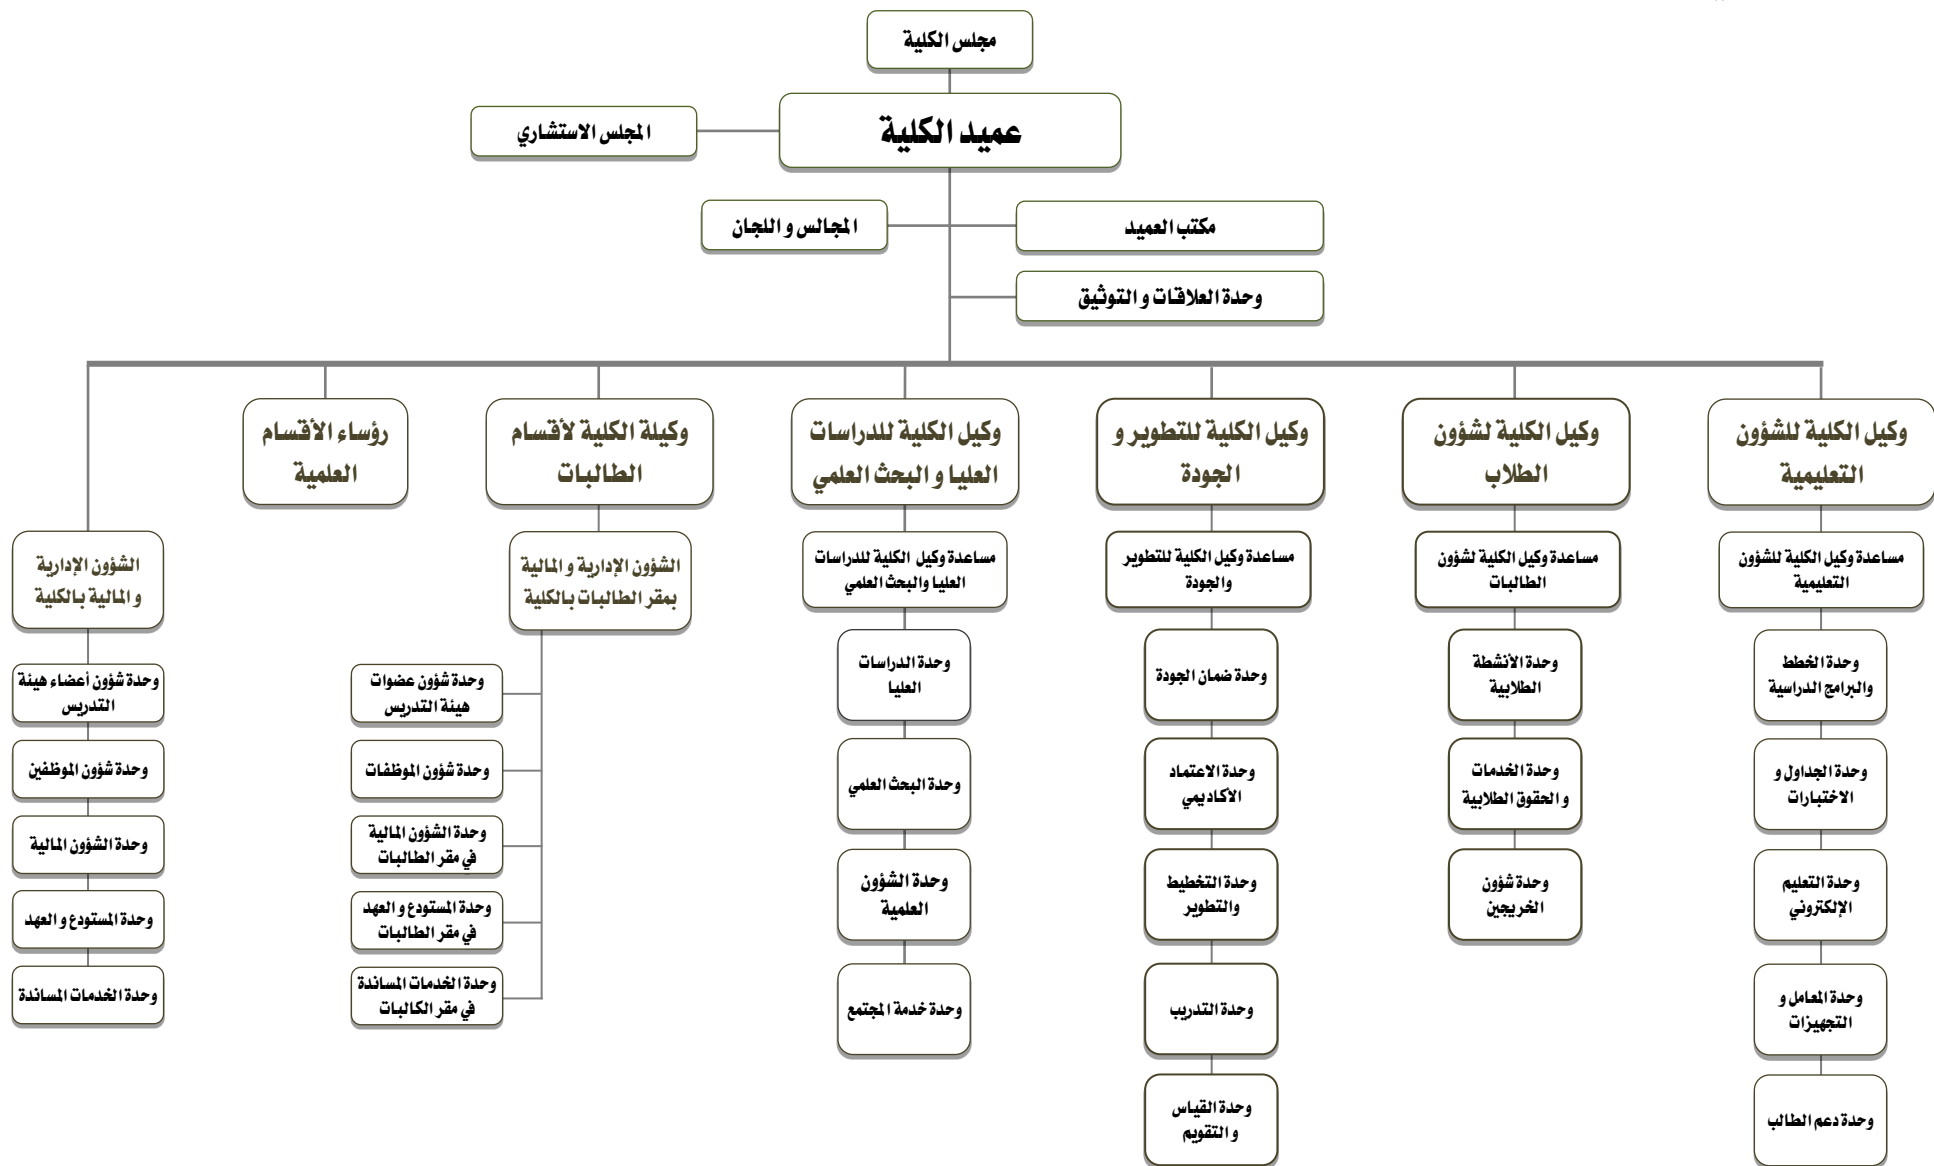 مجلس الكلية
عميد الكلية
المجلس الاستشاري
مكتب العميد
المجالس و اللجان
وحدة العلاقات و التوثيق
وكيل الكلية للشؤون
التعليمية
وكيل الكلية لشؤون
الطلاب
وكيل الكلية للتطوير و
الجودة
وكيل الكلية للدراسات
العليا و البحث العلمي
وكيلة الكلية لأقسام
الطالبات
رؤساء الأقسام
العلمية
مساعدة وكيل الكلية للشؤون
التعليمية
مساعدة وكيل الكلية لشؤون
الطالبات
مساعدة وكيل الكلية للتطوير
والجودة
مساعدة وكيل الكلية للدراسات
العليا والبحث العلمي
الشؤون الإدارية و المالية
بمقر الطالبات بالكلية
الشؤون الإدارية
و المالية بالكلية
وحدة الخطط
والبرامج الدراسية
وحدة الجداول و
الاختبارات
وحدة التعليم
الإلكتروني
وحدة المعامل و
التجهيزات
وحدة دعم الطالب
وحدة الأنشطة
الطلابية
وحدة الخدمات
و الحقوق الطلابية
وحدة شؤون
الخريجين
وحدة ضمان الجودة
وحدة الاعتماد
الأكاديمي
وحدة التخطيط
والتطوير
وحدة التدريب
وحدة القياس
و التقويم
وحدة الدراسات
العليا
وحدة البحث العلمي
وحدة الشؤون
العلمية
وحدة خدمة المجتمع
وحدة شؤون عضوات
هيئة التدريس
وحدة شؤون الموظفات
وحدة الشؤون المالية
في مقر الطالبات
وحدة المستودع و العهد
في مقر الطالبات
وحدة الخدمات المساندة
في مقر الكالبات
وحدة شؤون أعضاء هيئة
التدريس
وحدة شؤون الموظفين
وحدة الشؤون المالية
وحدة المستودع و العهد
وحدة الخدمات المساندة